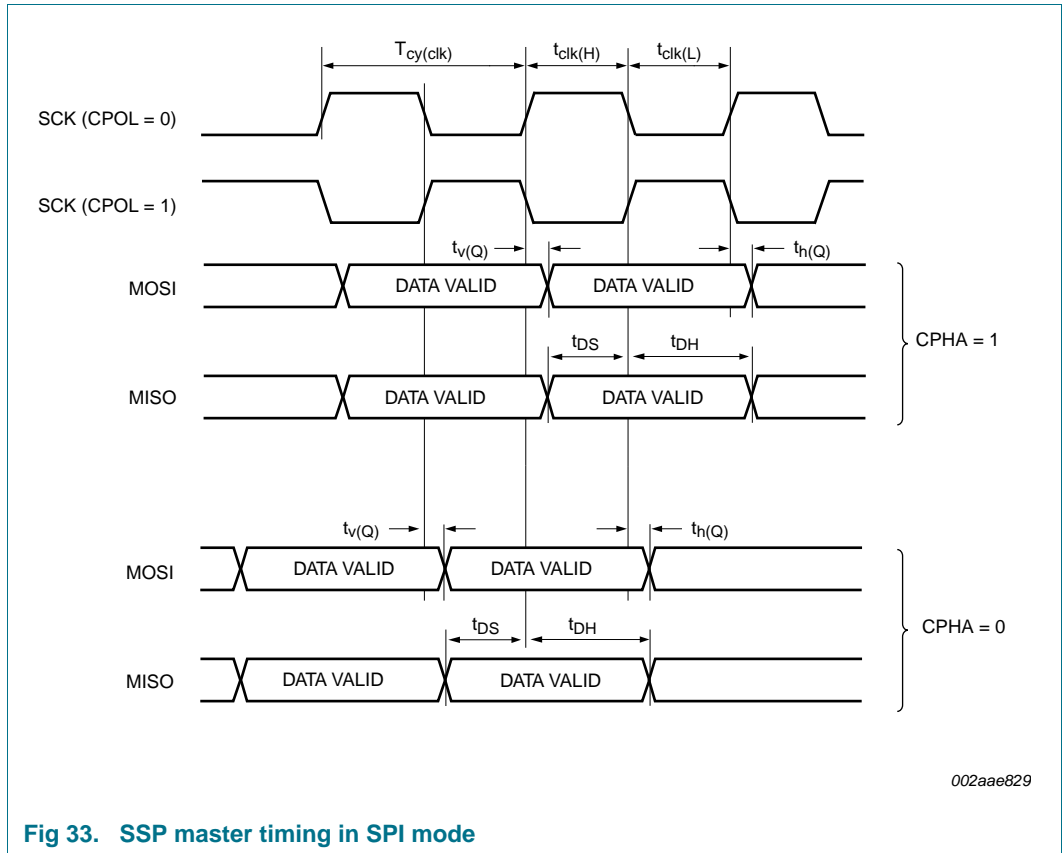 Tcy(clk) tclk(H) tclk(L)
SCK (CPOL = 0)
SCK (CPOL = 1)
tv(Q) th(Q)
MOSI DATA VALID DATA VALID
tDS tDH
CPHA = 1
MISO DATA VALID DATA VALID
tv(Q) th(Q)
MOSI DATA VALID DATA VALID
tDS tDH
CPHA = 0
MISO DATA VALID DATA VALID
002aae829
Fig 33. SSP master timing in SPI mode